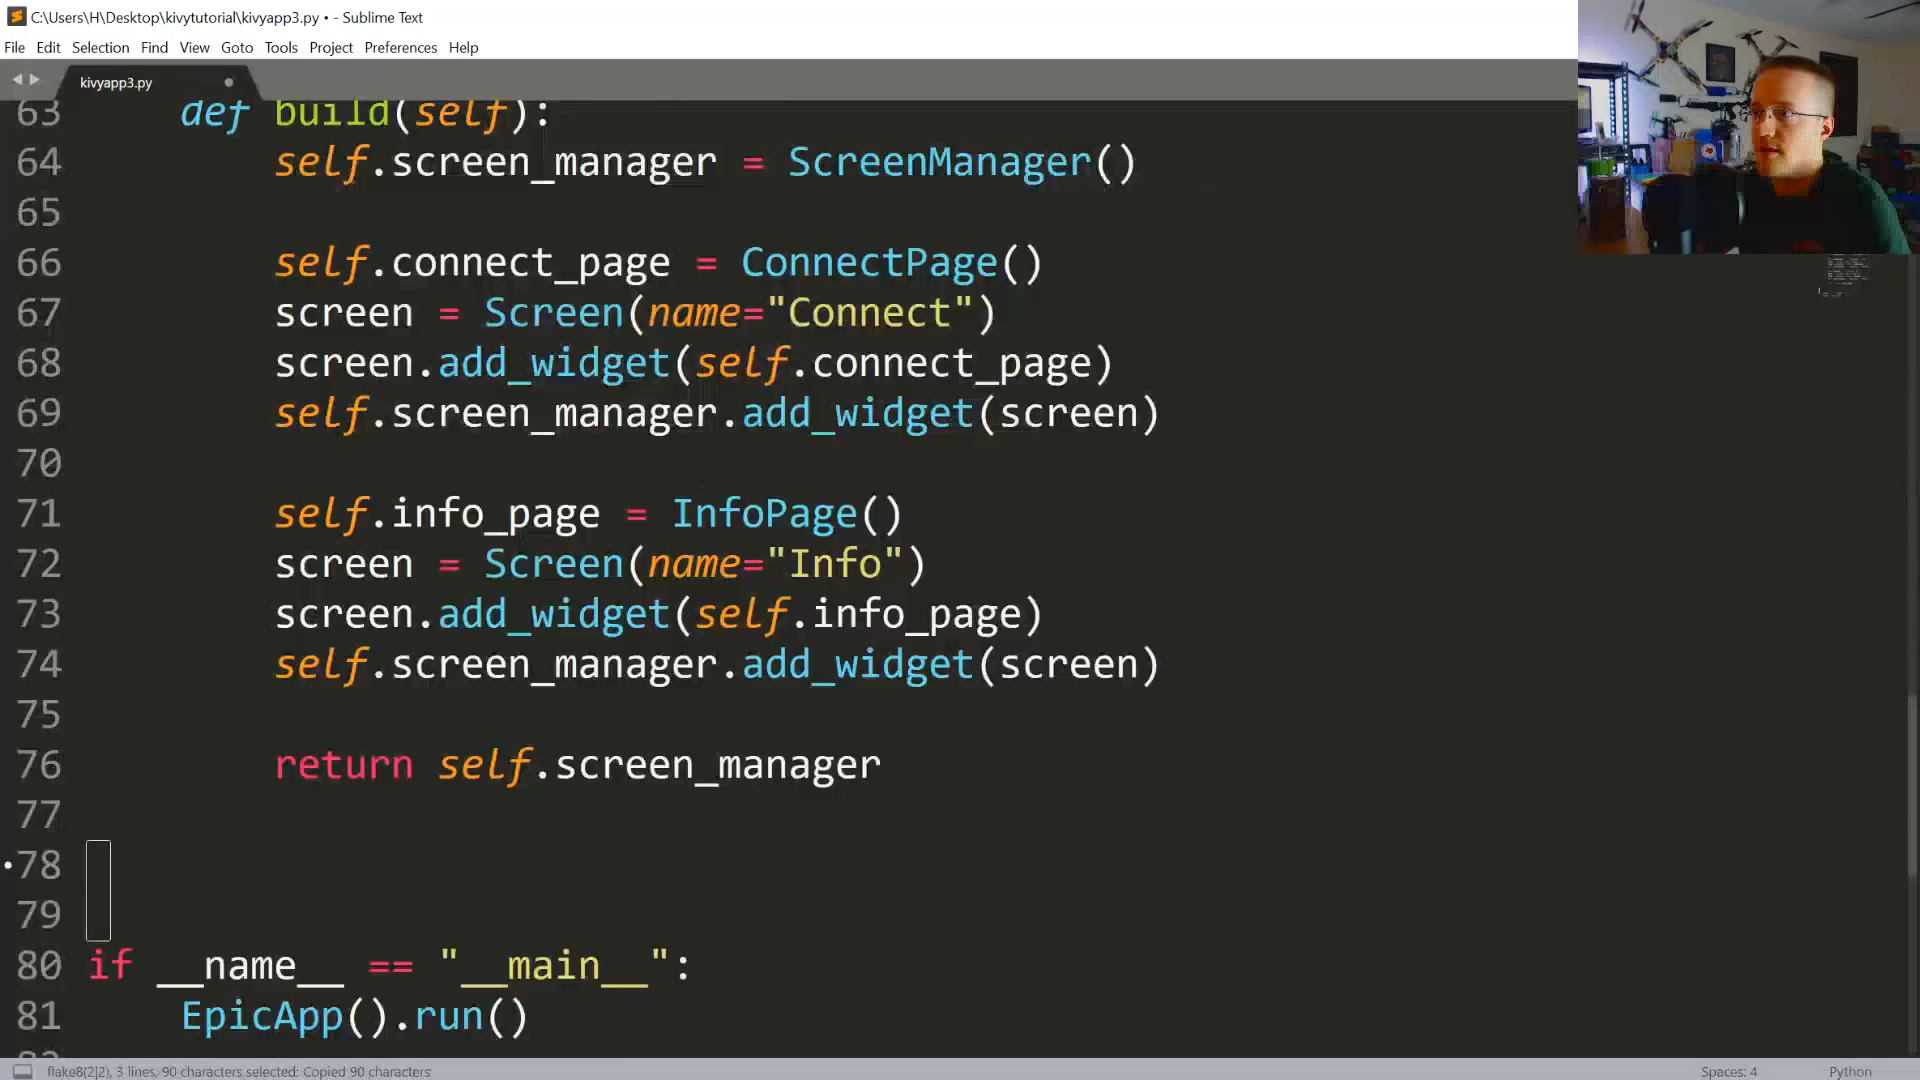 C:\Users\H\Desktop\kivytutorial\kivyapp3.py • - Sublime Text
File Edit Selection Find View Goto Tools Project Preferences Help
kivyapp3.py
63 def build(self):
64 self.screen_manager = ScreenManager()
65
66 self.connect_page = ConnectPage()
67 screen = Screen(name="Connect")
68 screen.add_widget(self.connect_page)
69 self.screen_manager.add_widget(screen)
70
71 self.info_page = InfoPage()
72 screen = Screen(name="Info")
73 screen.add_widget(self.info_page)
74 self.screen_manager.add_widget(screen)
75
76 return self.screen_manager
77
78
79
80 if __name__ == "__main__":
81 EpicApp().run()
flake8(2|2), 3 lines, 90 characters selected: Copied 90 characters Spaces: 4 Python